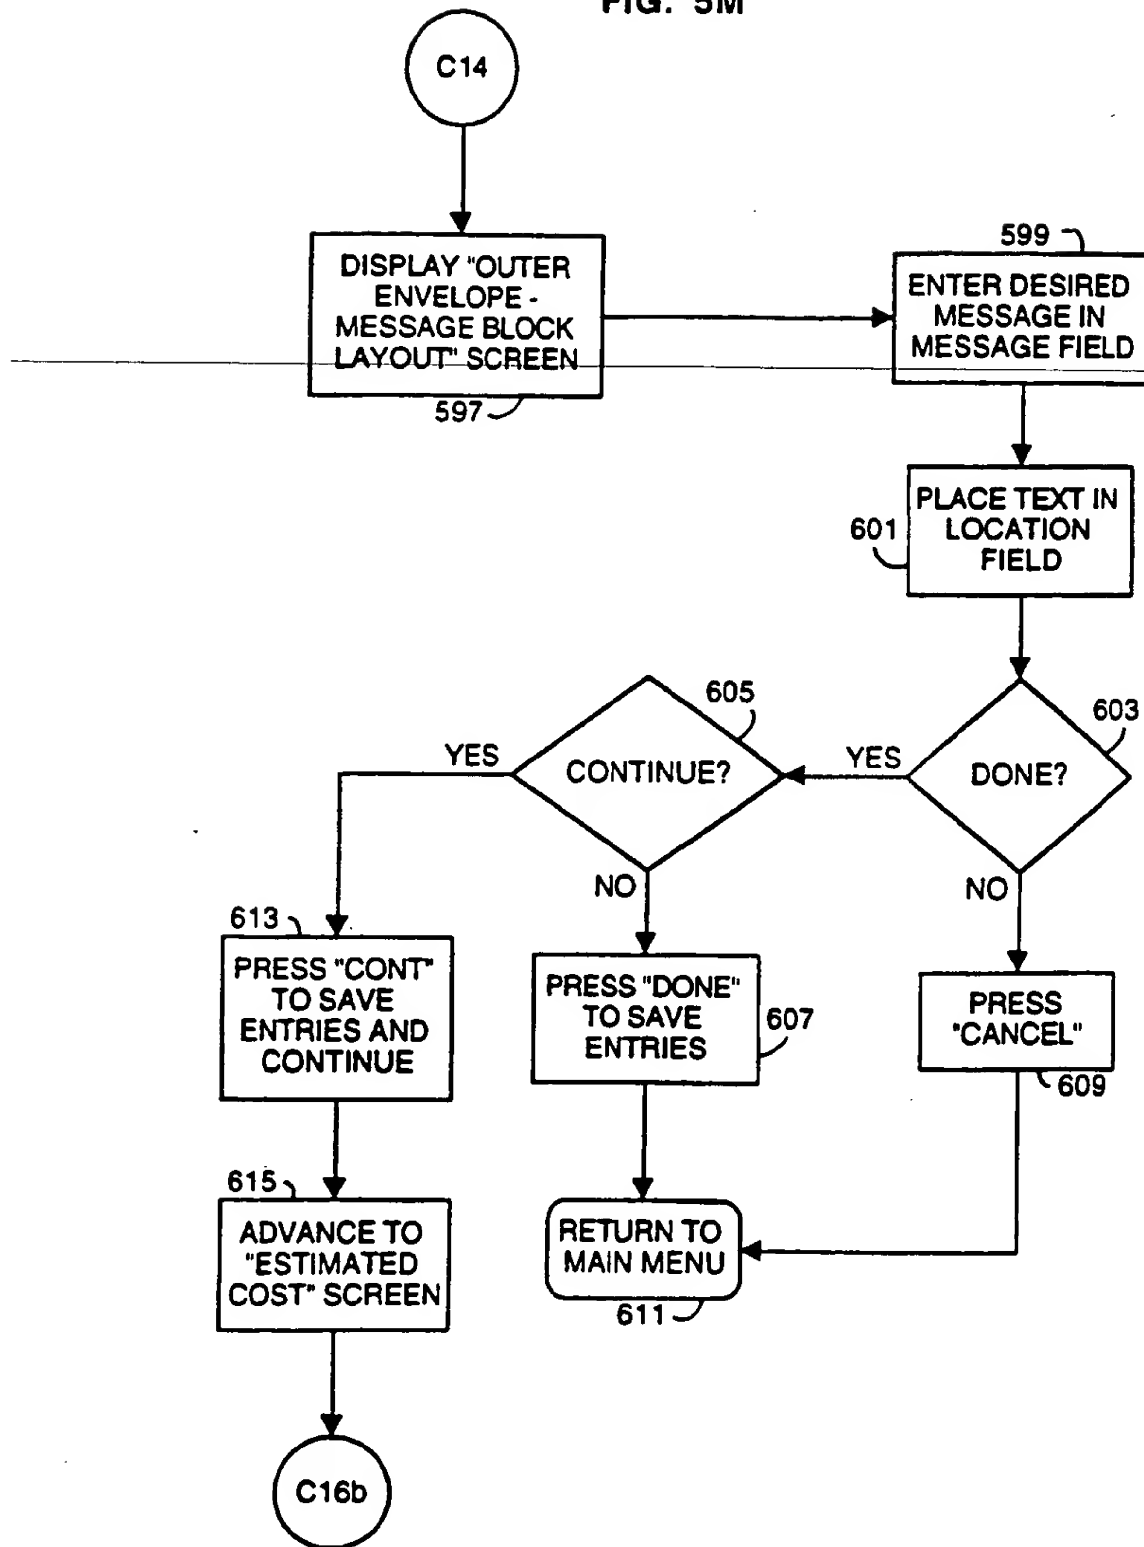 FIG. 5M
C14
DISPLAY "OUTER
ENVELOPE -
MESSAGE BLOCK
LAYOUT" SCREEN
597
599
ENTER DESIRED
MESSAGE IN
MESSAGE FIELD
PLACE TEXT IN
LOCATION
FIELD
601
603
DONE?
YES
NO
605
CONTINUE?
YES
NO
613
PRESS "CONT"
TO SAVE
ENTRIES AND
CONTINUE
PRESS "DONE"
TO SAVE
ENTRIES
607
PRESS
"CANCEL"
609
615
ADVANCE TO
"ESTIMATED
COST" SCREEN
RETURN TO
MAIN MENU
611
C16b